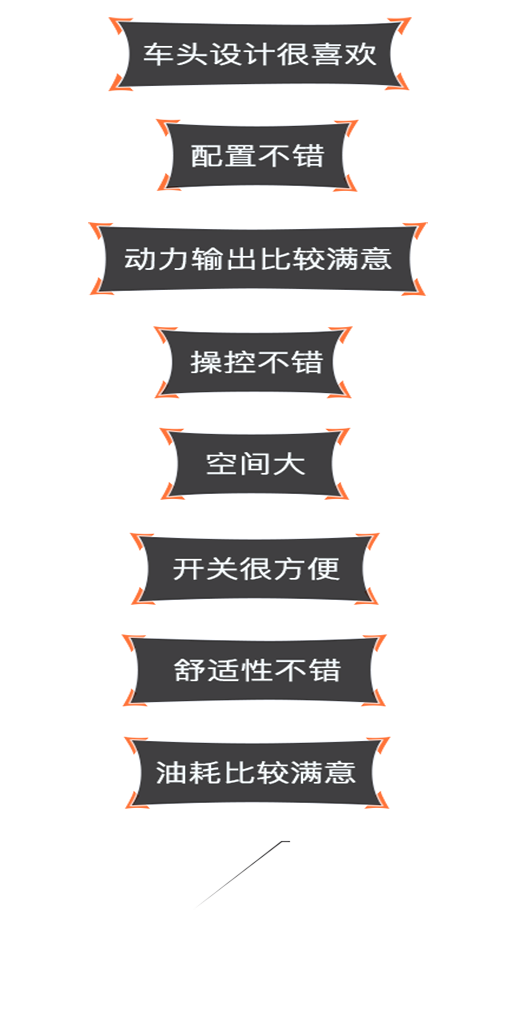 车头设计很喜欢
配置不错
动力输出比较满意
操控不错
空间大
开关很方便
舒适性不错
油耗比较满意